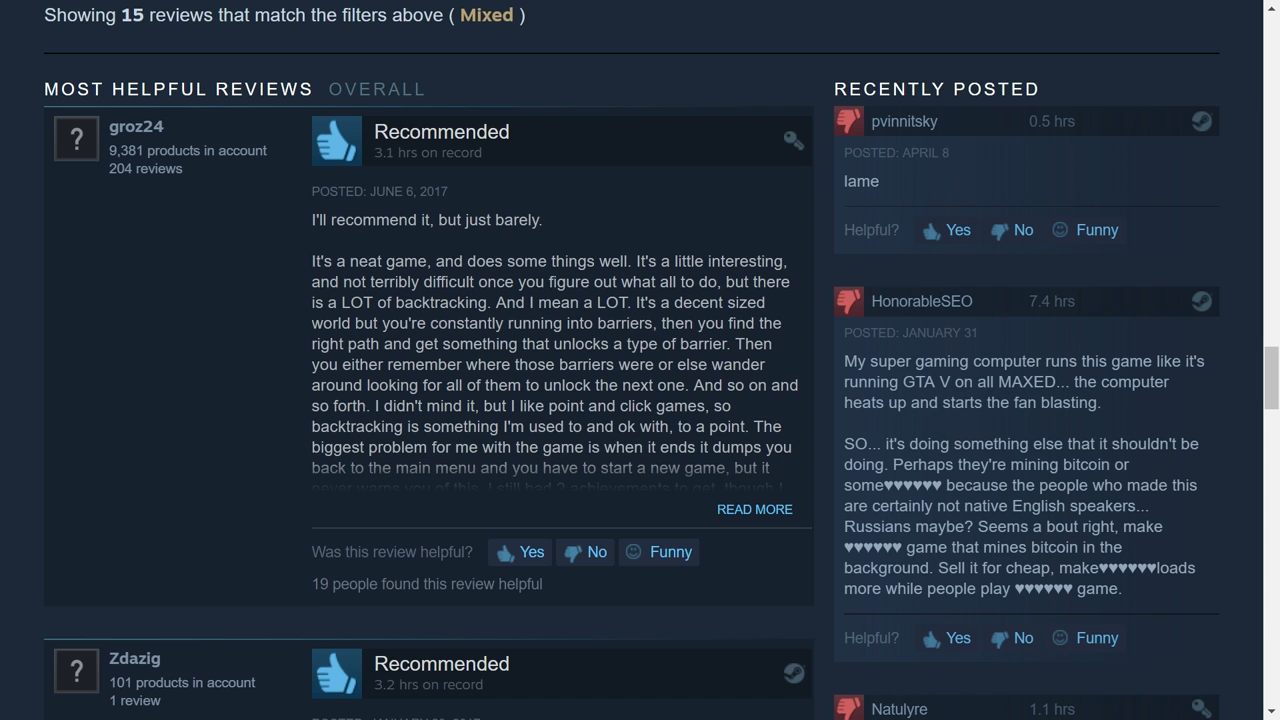 Showing 15 reviews that match the filters above ( Mixed )
MOST HELPFUL REVIEWS OVERALL
groz24
9,381 products in account
204 reviews
Recommended
3.1 hrs on record
POSTED: JUNE 6, 2017
I'll recommend it, but just barely.
It's a neat game, and does some things well. It's a little interesting,
and not terribly difficult once you figure out what all to do, but there
is a LOT of backtracking. And I mean a LOT. It's a decent sized
world but you're constantly running into barriers, then you find the
right path and get something that unlocks a type of barrier. Then
you either remember where those barriers were or else wander
around looking for all of them to unlock the next one. And so on and
so forth. I didn't mind it, but I like point and click games, so
backtracking is something I'm used to and ok with, to a point. The
biggest problem for me with the game is when it ends it dumps you
back to the main menu and you have to start a new game, but it
never warns you of this. I still had 2 achievements to get, though I
READ MORE
Was this review helpful? Yes No Funny
19 people found this review helpful
Zdazig
101 products in account
1 review
Recommended
3.2 hrs on record
RECENTLY POSTED
pvinnitsky 0.5 hrs
POSTED: APRIL 8
lame
Helpful? Yes No Funny
HonorableSEO 7.4 hrs
POSTED: JANUARY 31
My super gaming computer runs this game like it's
running GTA V on all MAXED... the computer
heats up and starts the fan blasting.
SO... it's doing something else that it shouldn't be
doing. Perhaps they're mining bitcoin or
some♥♥♥♥♥♥ because the people who made this
are certainly not native English speakers...
Russians maybe? Seems a bout right, make
♥♥♥♥♥♥ game that mines bitcoin in the
background. Sell it for cheap, make♥♥♥♥♥♥loads
more while people play ♥♥♥♥♥♥ game.
Helpful? Yes No Funny
Natulyre 1.1 hrs